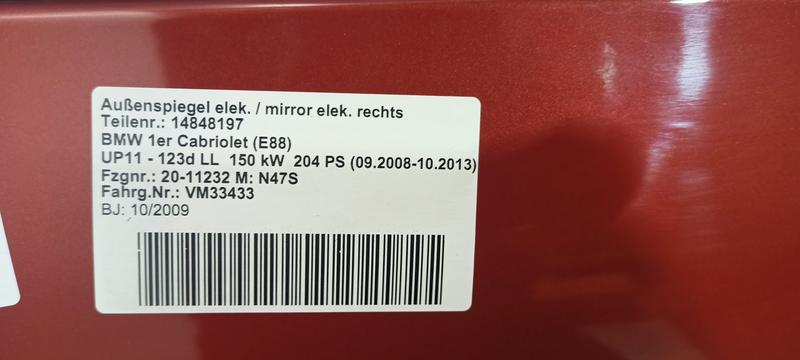 Außenspiegel elek. / mirror elek. rechts
Teilenr.: 14848197
BMW 1er Cabriolet (E88)
UP11 - 123d LL 150 kW 204 PS (09.2008-10.2013)
Fzgnr.: 20-11232 M: N47S
Fahrg.Nr.: VM33433
BJ: 10/2009